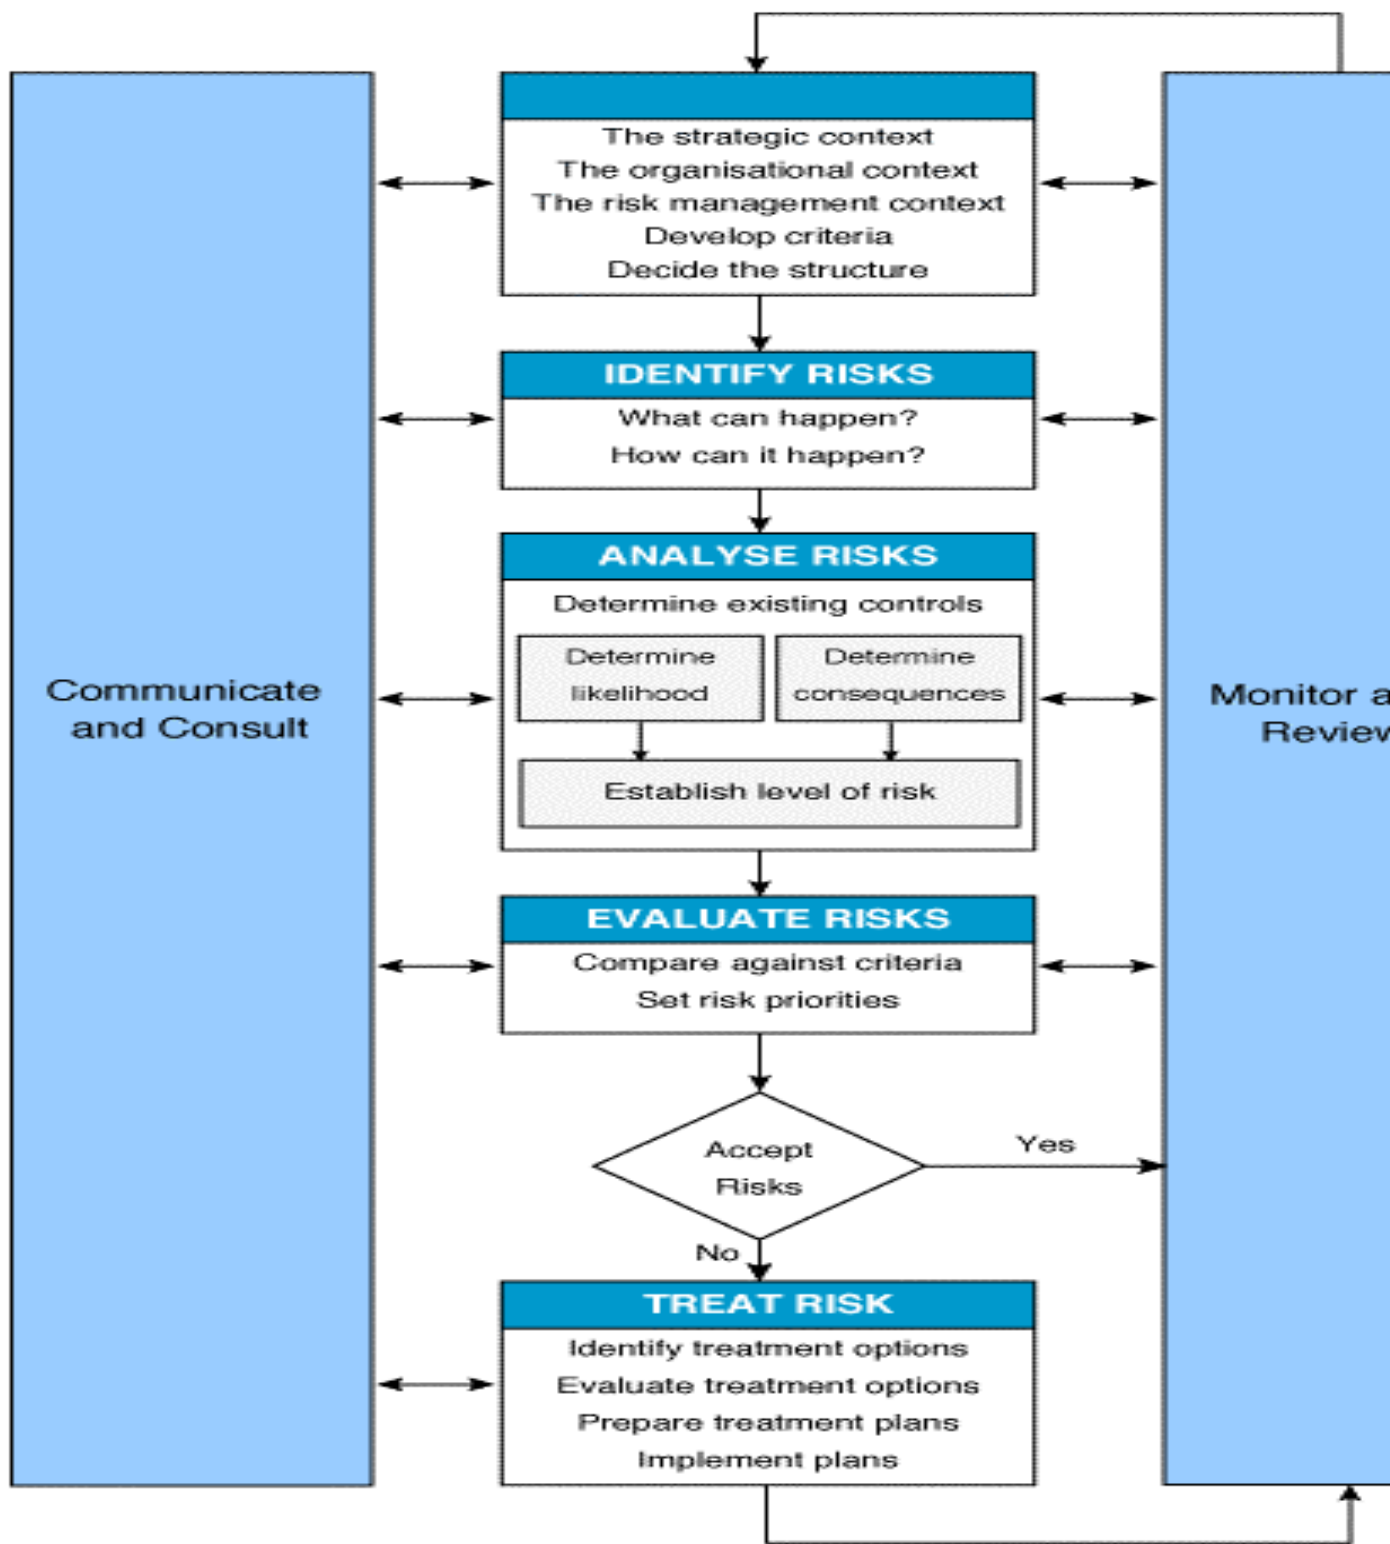 The strategic context
The organisational context
The risk management context
Develop criteria
Decide the structure
IDENTIFY RISKS
What can happen?
How can it happen?
ANALYSE RISKS
Determine existing controls
Determine
likelihood
Determine
consequences
Establish level of risk
Communicate
and Consult
Monitor a
Review
EVALUATE RISKS
Compare against criteria
Set risk priorities
Accept
Risks
Yes
No
TREAT RISK
Identify treatment options
Evaluate treatment options
Prepare treatment plans
Implement plans